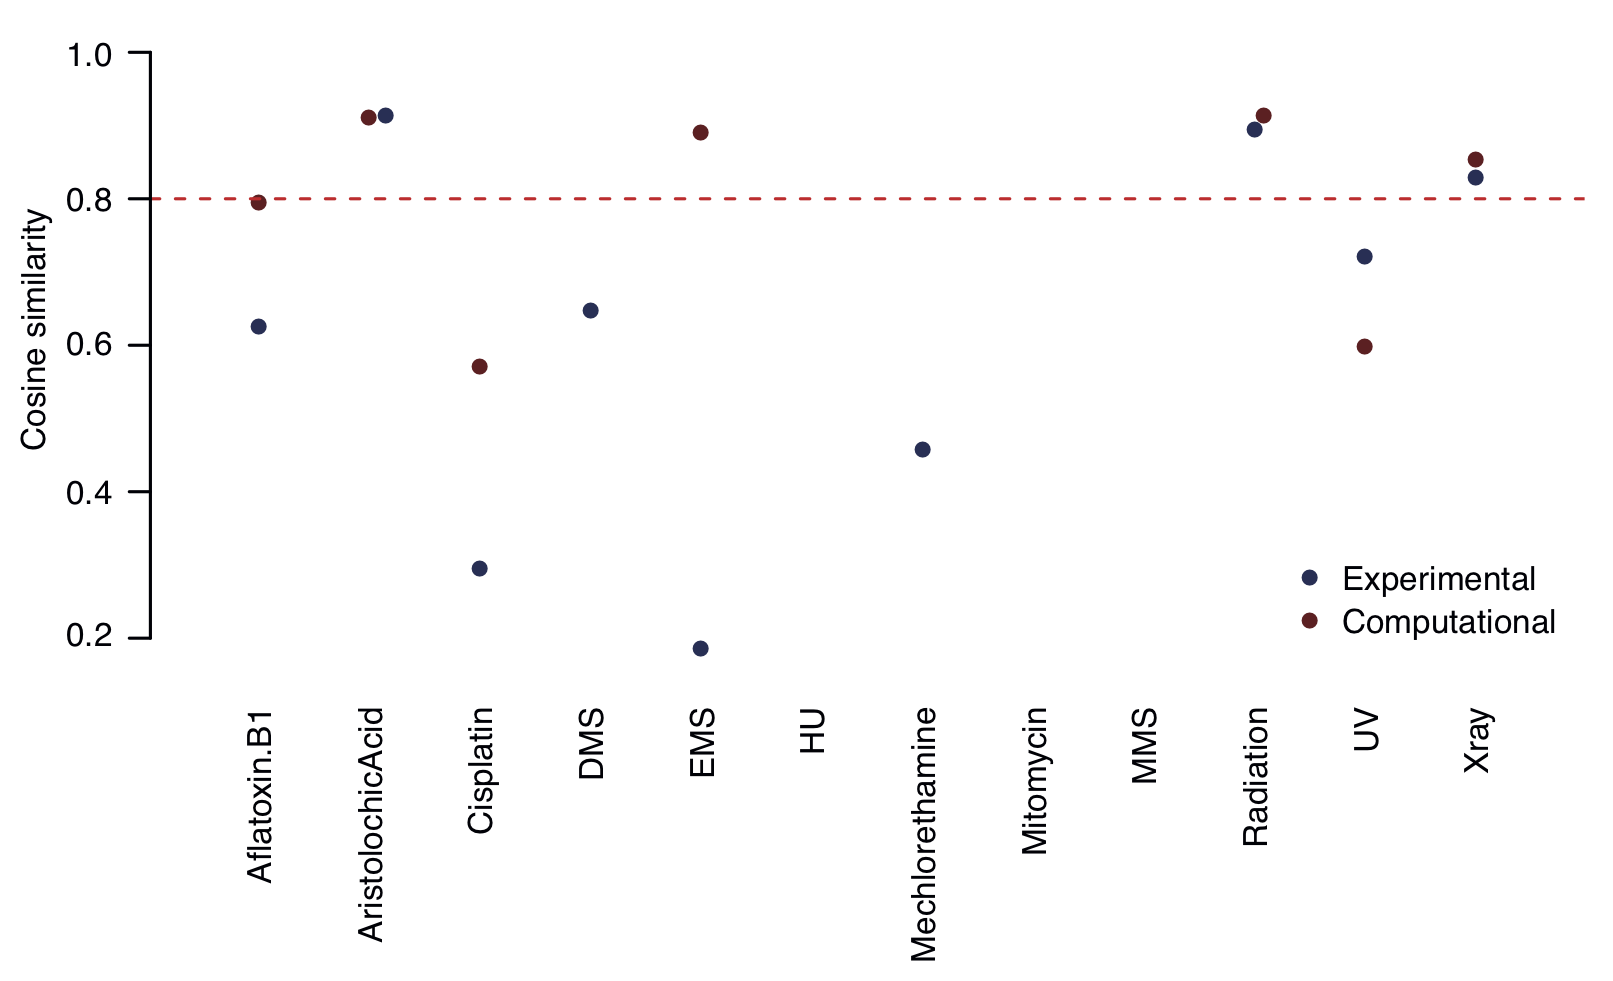 1.0
0.8
0.6
0.4
0.2
Cosine similarity
Experimental
Computational
Aflatoxin.B1
AristolochicAcid
Cisplatin
DMS
EMS
HU
Mechlorethamine
Mitomycin
MMS
Radiation
UV
Xray